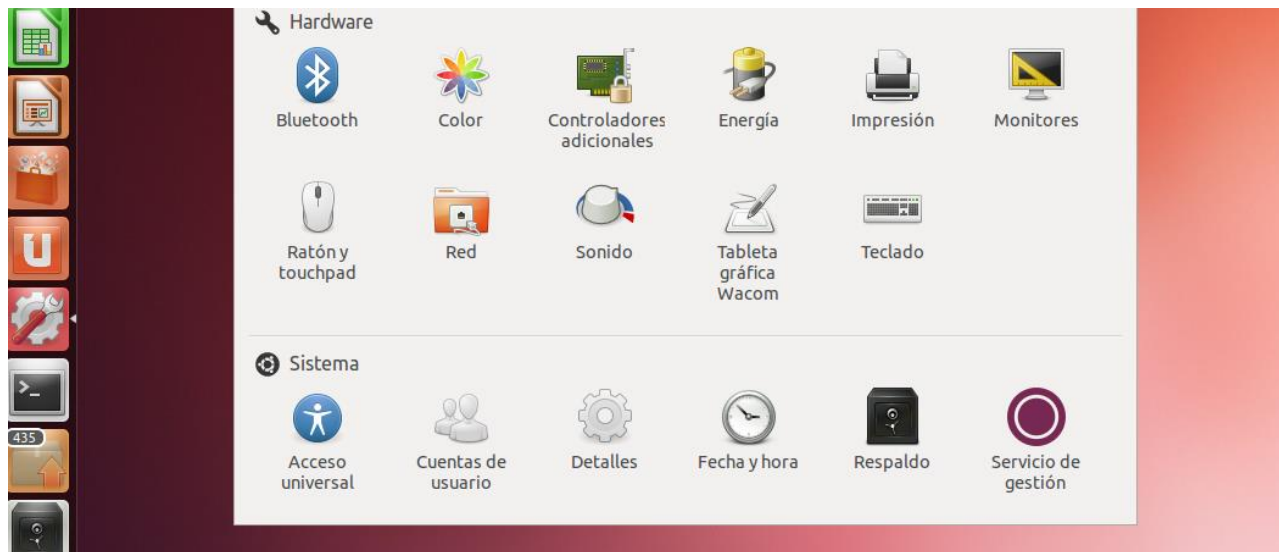 Hardware
Bluetooth
Color
Controladores
adicionales
Energía
Impresión
Monitores
Ratón y
touchpad
Red
Sonido
Tableta
gráfica
Wacom
Teclado
Sistema
Acceso
universal
Cuentas de
usuario
Detalles
Fecha y hora
Respaldo
Servicio de
gestión
>_
435